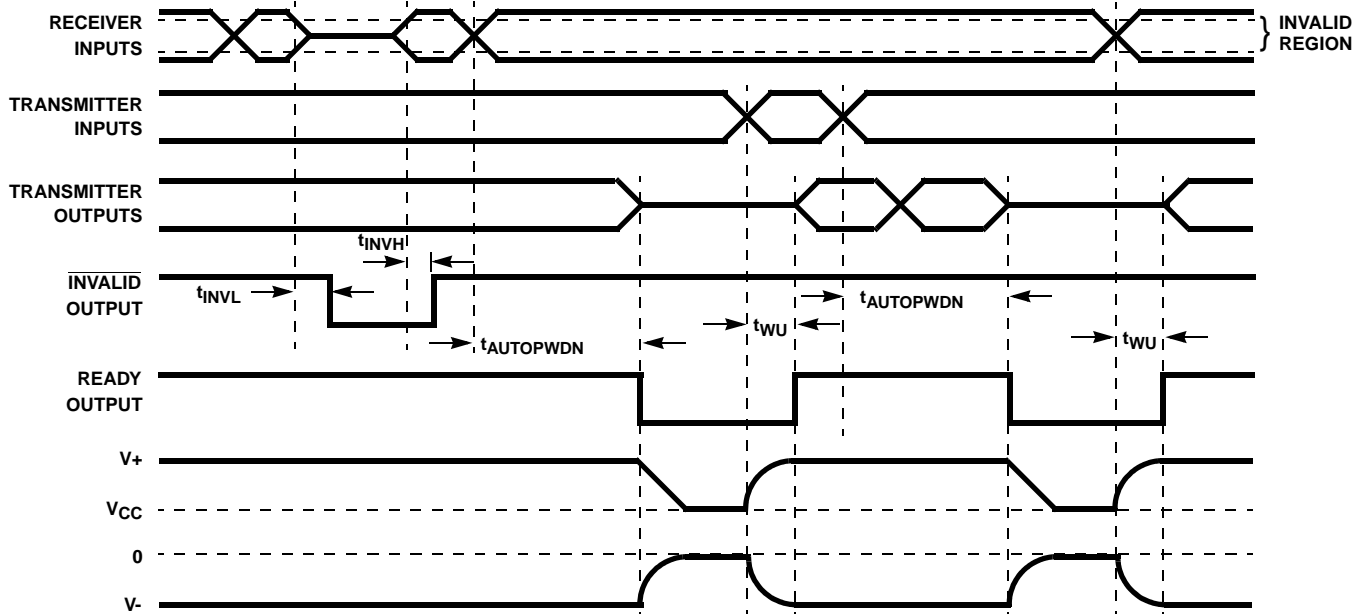 RECEIVER
INPUTS
} INVALID
REGION
TRANSMITTER
INPUTS
TRANSMITTER
OUTPUTS
tINVH
INVALID
OUTPUT
tINVL
tAUTOPWDN
tWU
tAUTOPWDN
tWU
READY
OUTPUT
V+
VCC
0
V-